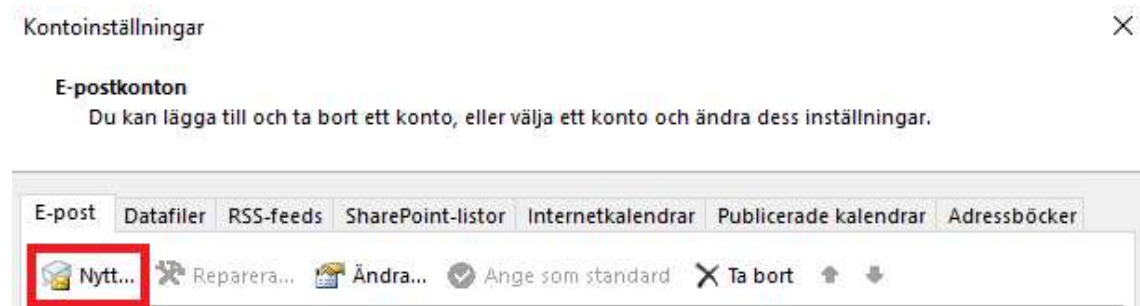 Kontoinställningar
E-postkonton
Du kan lägga till och ta bort ett konto, eller välja ett konto och ändra dess inställningar.
E-post Datafiler RSS-feeds SharePoint-listor Internetkalendrar Publicerade kalendrar Adressböcker
Nytt... Reparera... Ändra... Ange som standard Ta bort